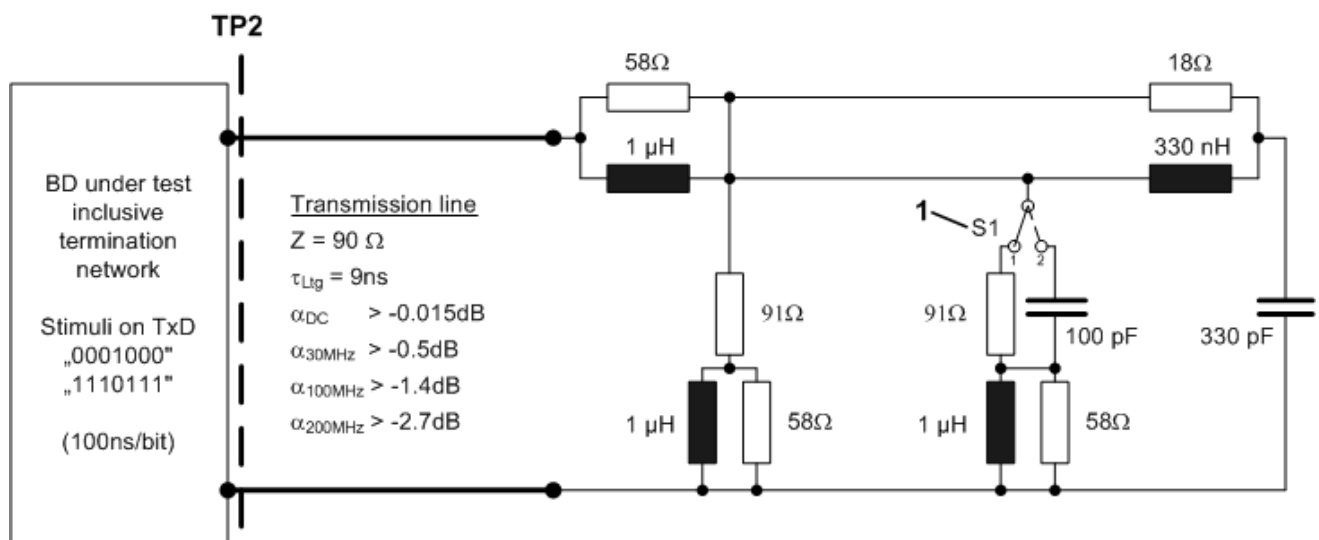 TP2
BD under test
inclusive
termination
network
Stimuli on TxD
„0001000"
„1110111"
(100ns/bit)
Transmission line
Z = 90 Ω
τLtg = 9ns
αDC > -0.015dB
α30MHz > -0.5dB
α100MHz > -1.4dB
α200MHz > -2.7dB
58Ω
1 µH
18Ω
330 nH
1
S1
1 2
91Ω
91Ω
100 pF
330 pF
1 µH
58Ω
1 µH
58Ω